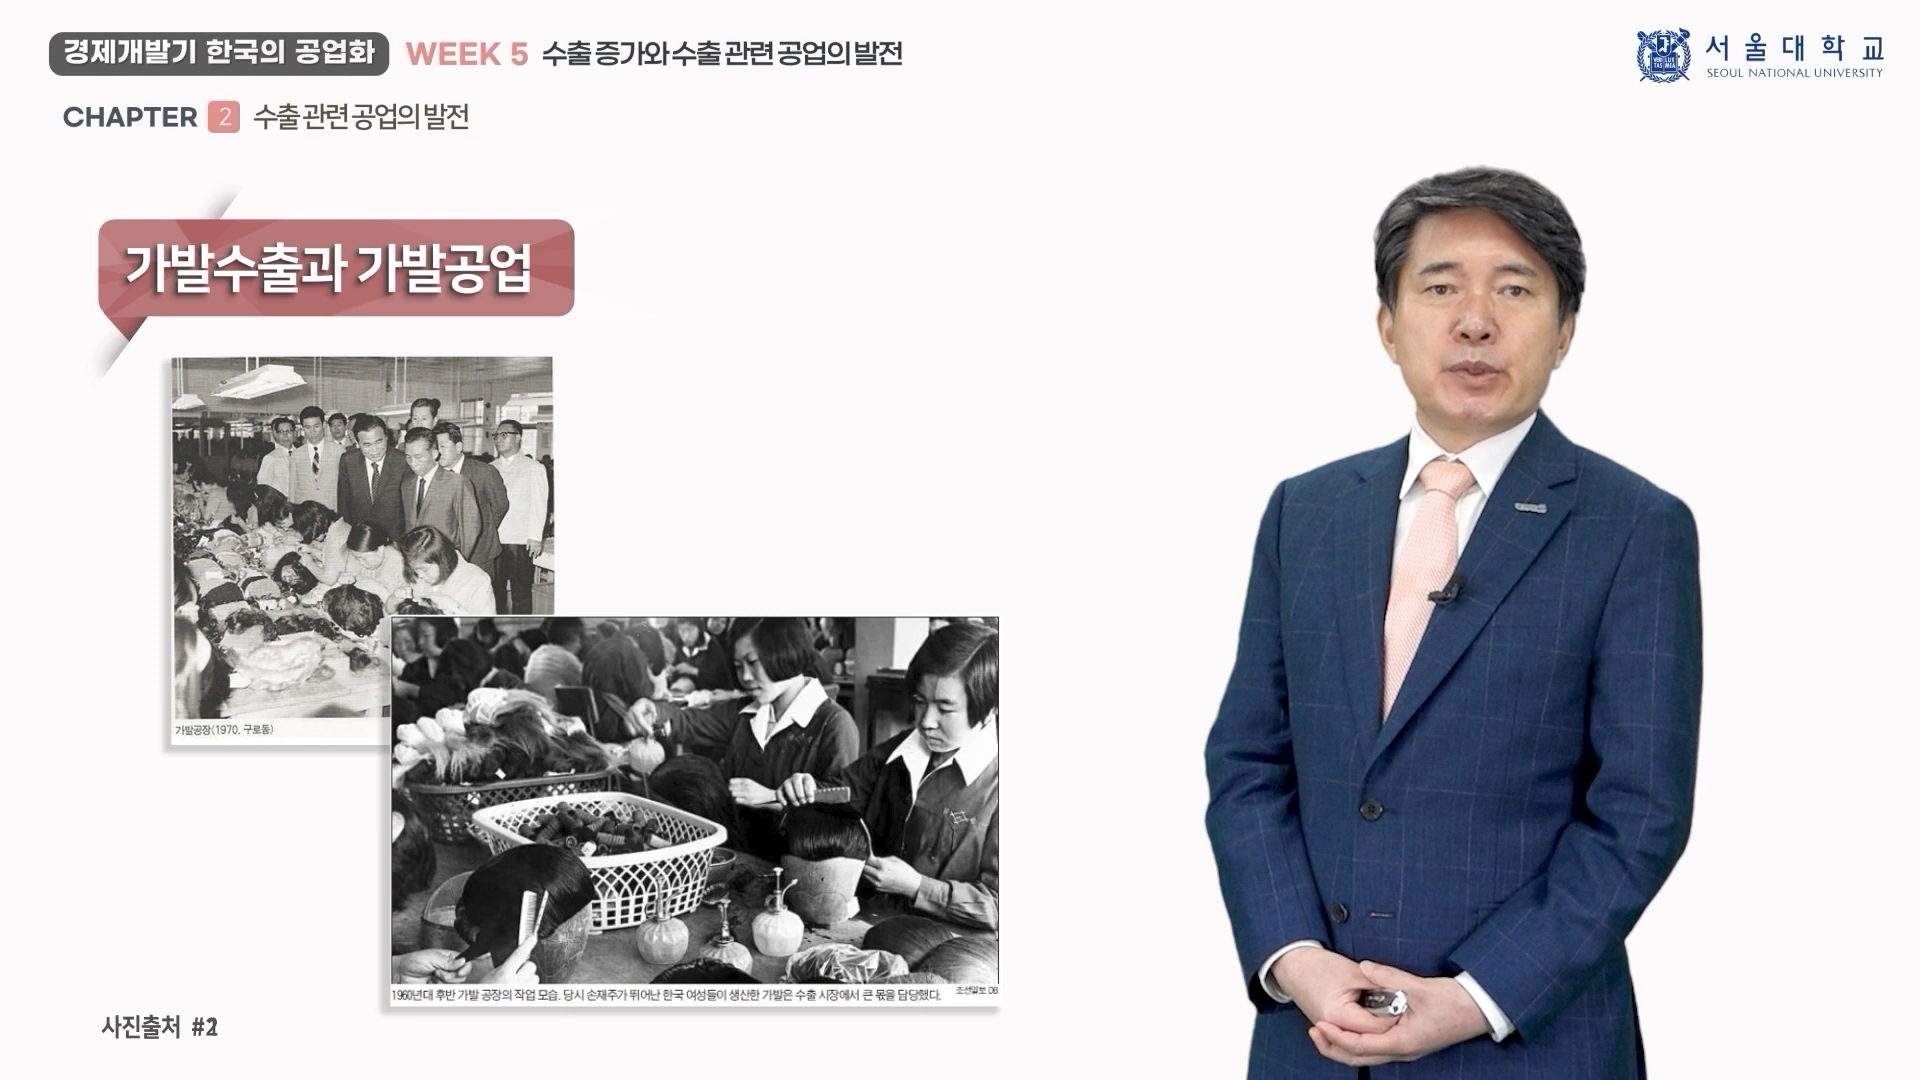 경제개발기 한국의 공업화 WEEK 5 수출 증가와 수출 관련 공업의 발전
서울대학교
SEOUL NATIONAL UNIVERSITY
CHAPTER 2 수출 관련 공업의 발전
가발수출과 가발공업
가발공장(1970. 구로동)
1960년대 후반 가발 공장의 작업 모습. 당시 손재주가 뛰어난 한국 여성들이 생산한 가발은 수출 시장에서 큰 몫을 담당했다.
조선일보 DB
사진출처 #2